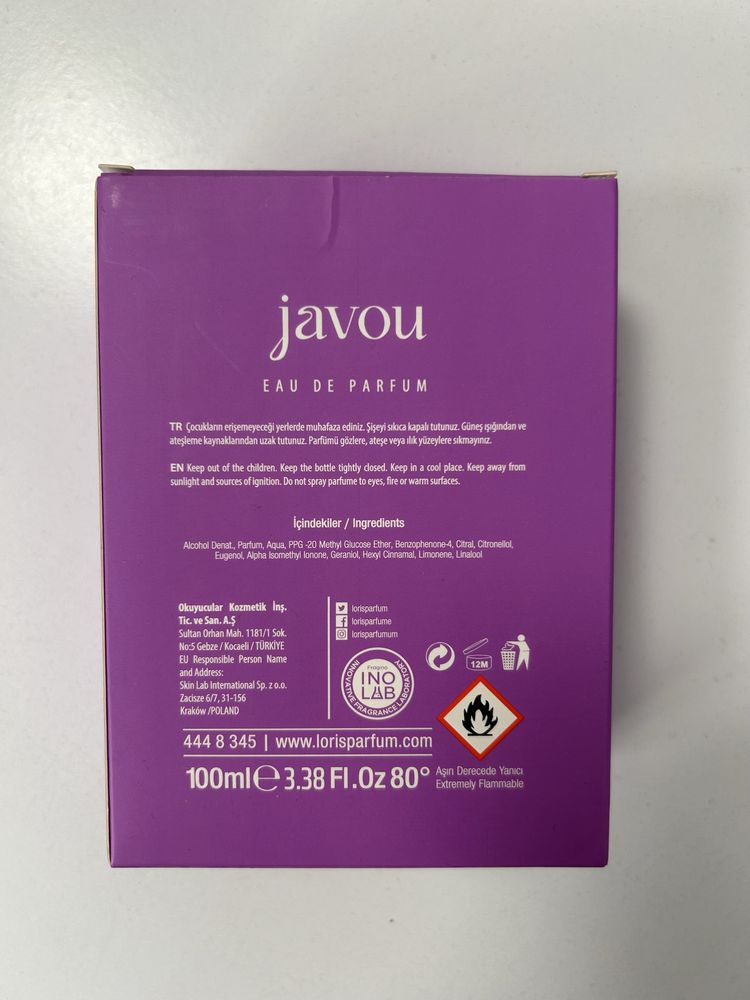 javou
EAU DE PARFUM
TR Çocukların erişemeyeceği yerlerde muhafaza ediniz. Şişeyi sıkıca kapalı tutunuz. Güneş ışığından ve
ateşleme kaynaklarından uzak tutunuz. Parfümü gözlere, ateşe veya ılık yüzeylere sıkmayınız.
EN Keep out of the children. Keep the bottle tightly closed. Keep in a cool place. Keep away from
sunlight and sources of ignition. Do not spray parfume to eyes, fire or warm surfaces.
İçindekiler / Ingredients
Alcohol Denat., Parfum, Aqua, PPG -20 Methyl Glucose Ether, Benzophenone-4, Citral, Citronellol,
Eugenol, Alpha Isomethyl Ionone, Geraniol, Hexyl Cinnamal, Limonene, Linalool
Okuyucular Kozmetik İnş.
Tic. ve San. A.Ş
Sultan Orhan Mah. 1181/1 Sok.
No:5 Gebze / Kocaeli / TÜRKİYE
EU Responsible Person Name
and Address:
Skin Lab International Sp. z o.o.
Zacisze 6/7, 31-156
Kraków /POLAND
lorisparfum
lorisparfume
lorisparfumum
Fragino
INO
LAB
INNOVATIVE FRAGRANCE LABORATORY
12M
444 8 345 | www.lorisparfum.com
100ml e 3.38 Fl.Oz 80°
Aşırı Derecede Yanıcı
Extremely Flammable